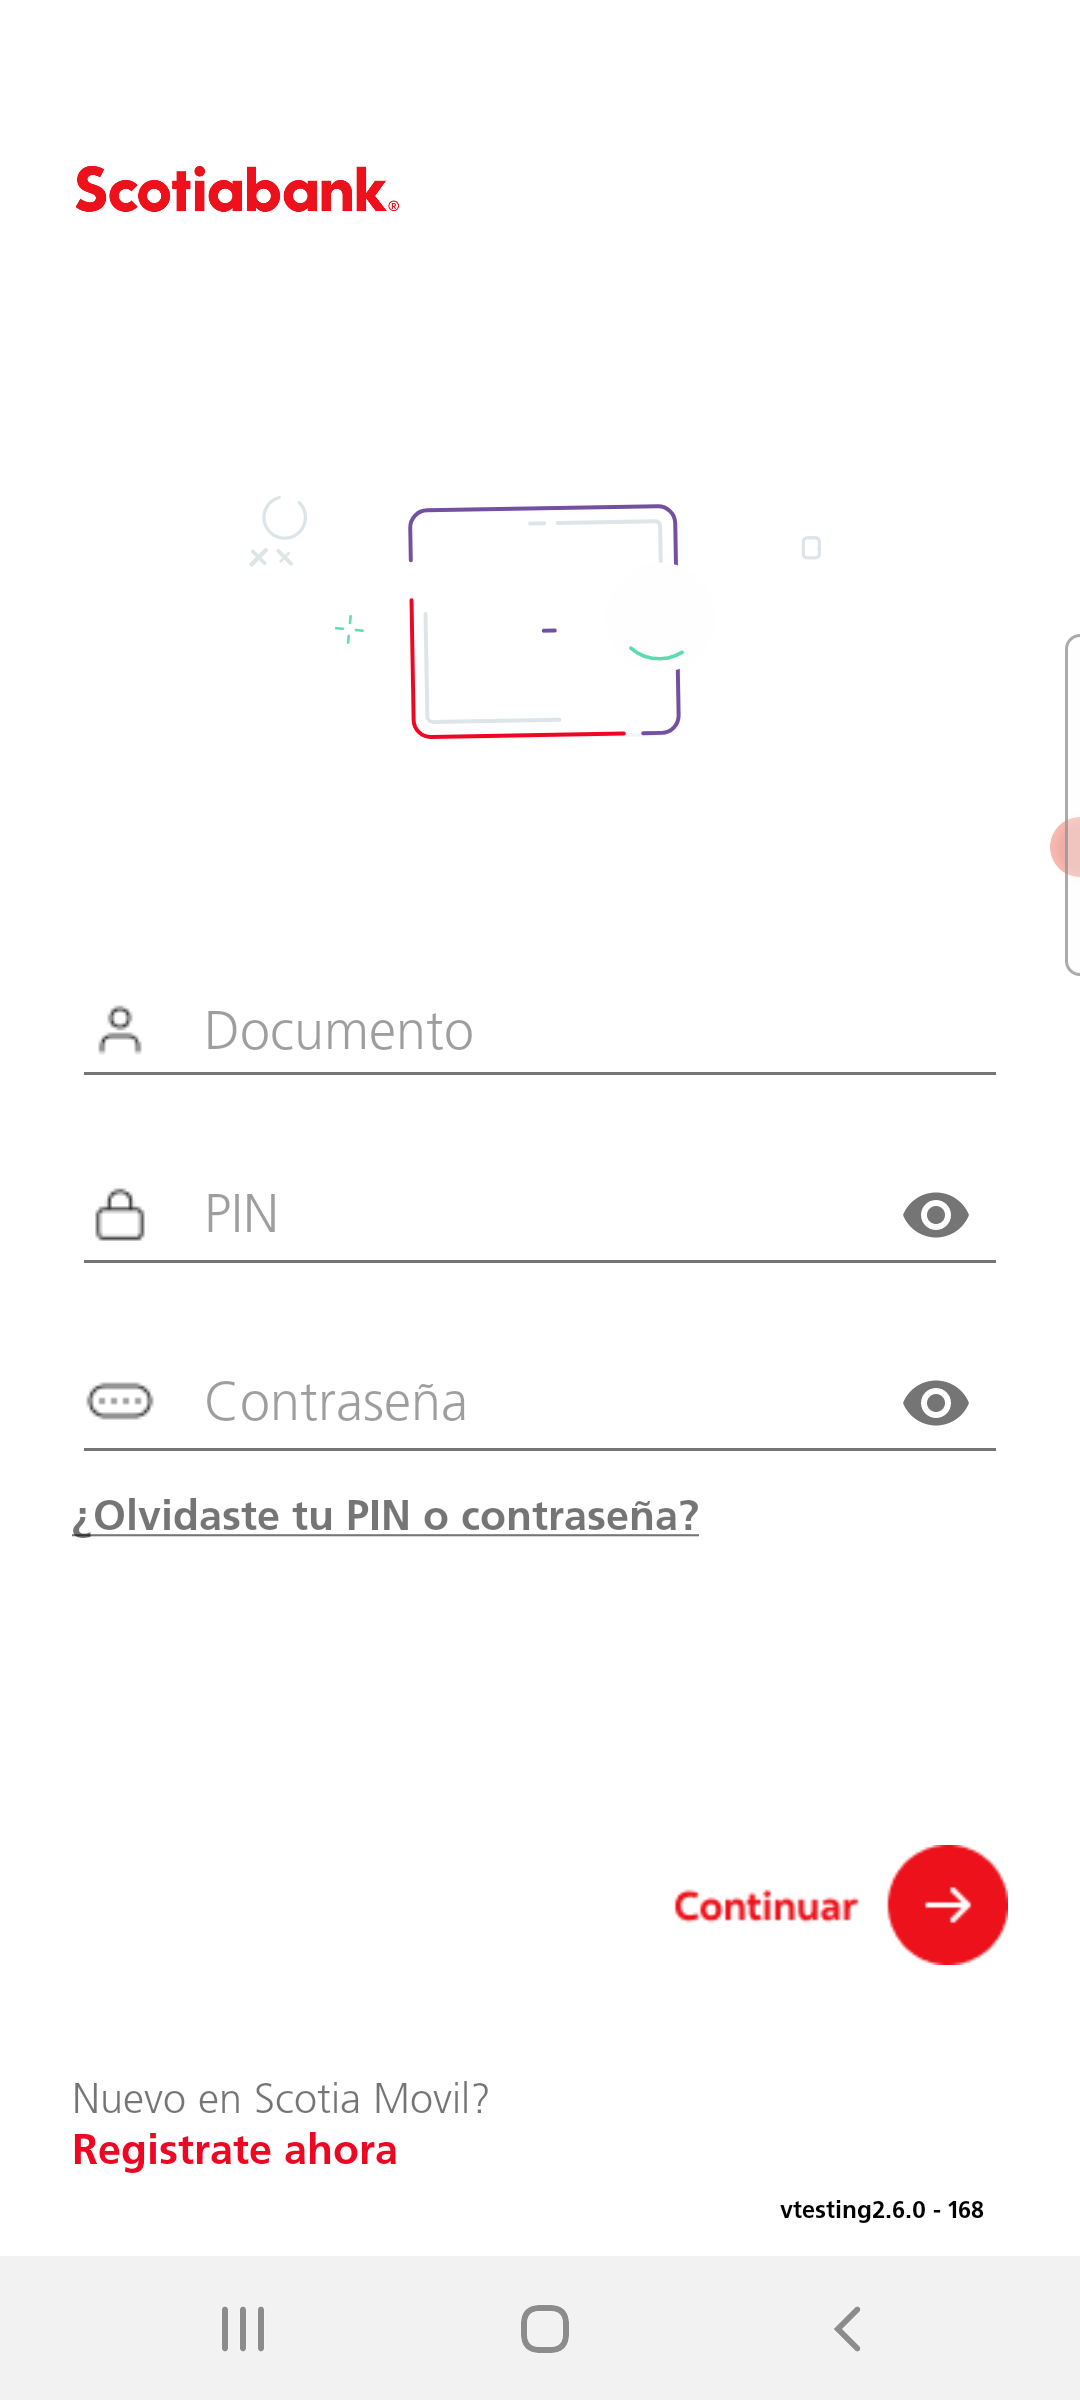 Scotiabank®
Documento
PIN
Contraseña
¿Olvidaste tu PIN o contraseña?
Continuar
Nuevo en Scotia Movil?
Registrate ahora
vtesting2.6.0 - 168